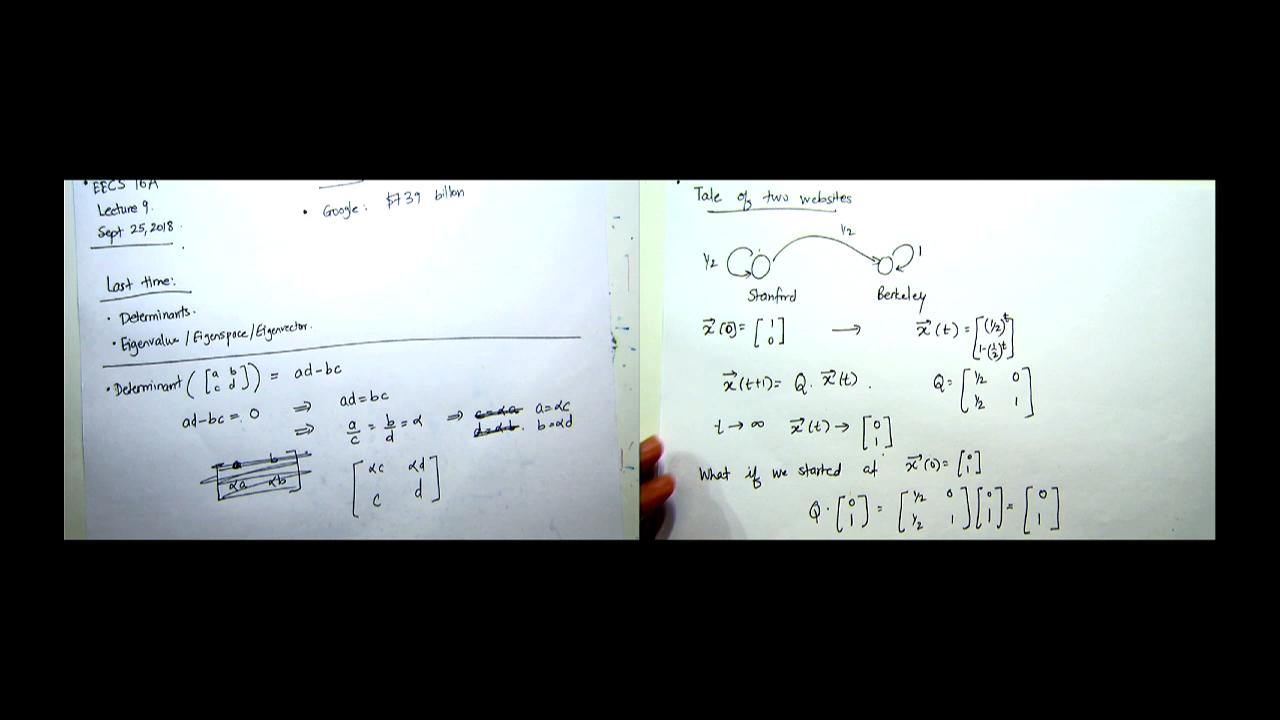 EECS 16A
Lecture 9.
Sept 25, 2018.
• Google: $739 billion
Last time:
• Determinants.
• Eigenvalue / Eigenspace / Eigenvector.
• Determinant ([a b; c d]) = ad-bc
ad-bc = 0 ⇒ ad=bc
⇒ a/c = b/d = α ⇒ a=αc
b=αd
[αc αd; c d]
Tale of two websites
1/2 1/2 1
Stanford Berkeley
x⃗(0)= [1; 0] → x⃗(t) = [(1/2)^t; 1-(1/2)^t]
x⃗(t+1)= Q. x⃗(t). Q= [1/2 0; 1/2 1]
t→∞ x⃗(t) → [0; 1]
What if we started at x⃗(0)= [0; 1]
Q·[0; 1] = [1/2 0; 1/2 1] [0; 1] = [0; 1]